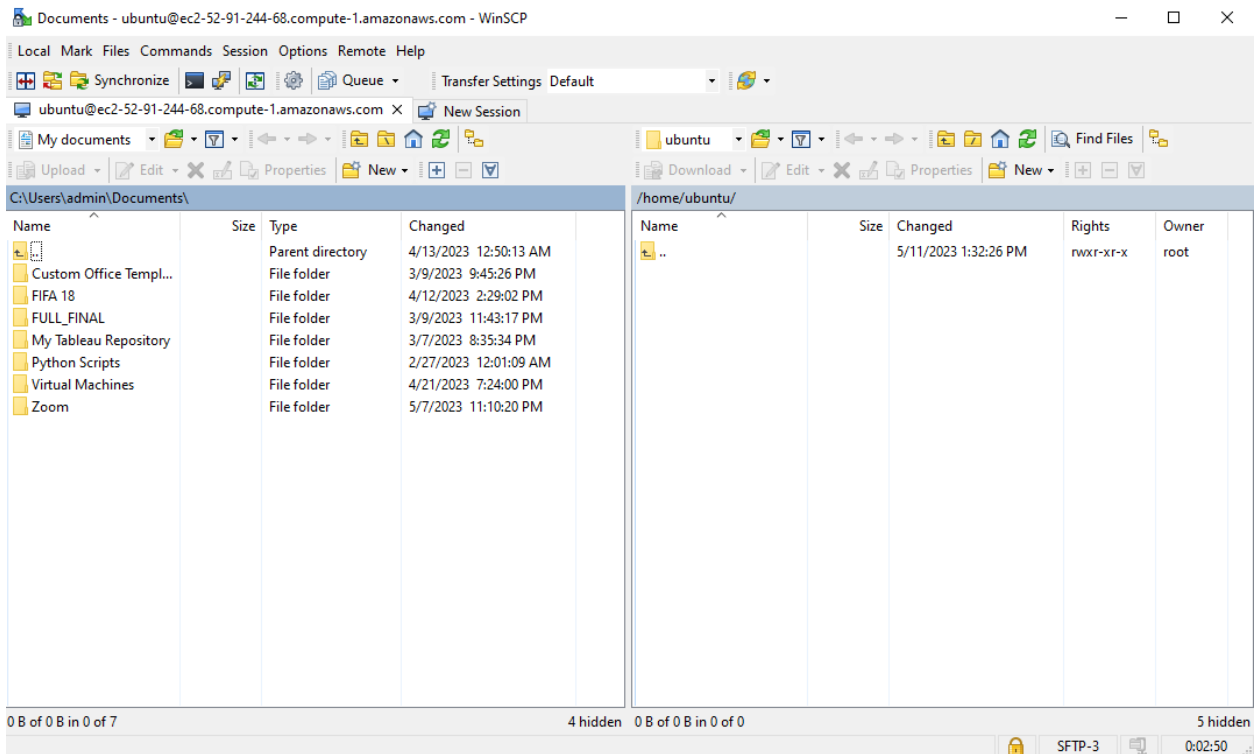 Documents - ubuntu@ec2-52-91-244-68.compute-1.amazonaws.com - WinSCP
Local Mark Files Commands Session Options Remote Help
Synchronize Queue Transfer Settings Default
ubuntu@ec2-52-91-244-68.compute-1.amazonaws.com X New Session
My documents
Upload Edit Properties New
C:\Users\admin\Documents\
Name Size Type Changed
.. Parent directory 4/13/2023 12:50:13 AM
Custom Office Templ... File folder 3/9/2023 9:45:26 PM
FIFA 18 File folder 4/12/2023 2:29:02 PM
FULL_FINAL File folder 3/9/2023 11:43:17 PM
My Tableau Repository File folder 3/7/2023 8:35:34 PM
Python Scripts File folder 2/27/2023 12:01:09 AM
Virtual Machines File folder 4/21/2023 7:24:00 PM
Zoom File folder 5/7/2023 11:10:20 PM
0 B of 0 B in 0 of 7 4 hidden
ubuntu Find Files
Download Edit Properties New
/home/ubuntu/
Name Size Changed Rights Owner
.. 5/11/2023 1:32:26 PM rwxr-xr-x root
0 B of 0 B in 0 of 0 5 hidden
SFTP-3 0:02:50